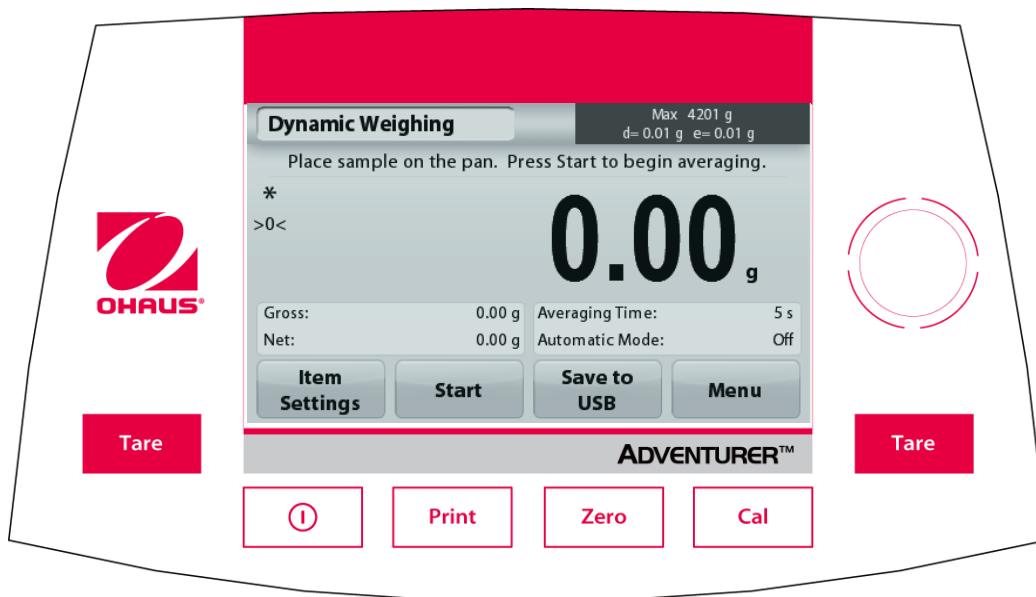 Dynamic Weighing
Max 4201 g
d= 0.01 g e= 0.01 g
Place sample on the pan. Press Start to begin averaging.
*
>0<
0.00 g
OHAUS®
Gross: 0.00 g
Net: 0.00 g
Averaging Time: 5 s
Automatic Mode: Off
Item
Settings
Start
Save to
USB
Menu
Tare
ADVENTURER™
Tare
Print
Zero
Cal